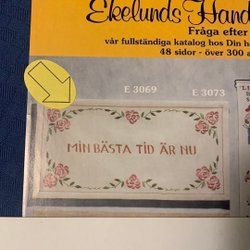 Ekelunds Hand
Fråga efter
vår fullständiga katalog hos Din ha
48 sidor - över 300 a
E 3069
E 3073
MIN BÄSTA TID ÄR NU